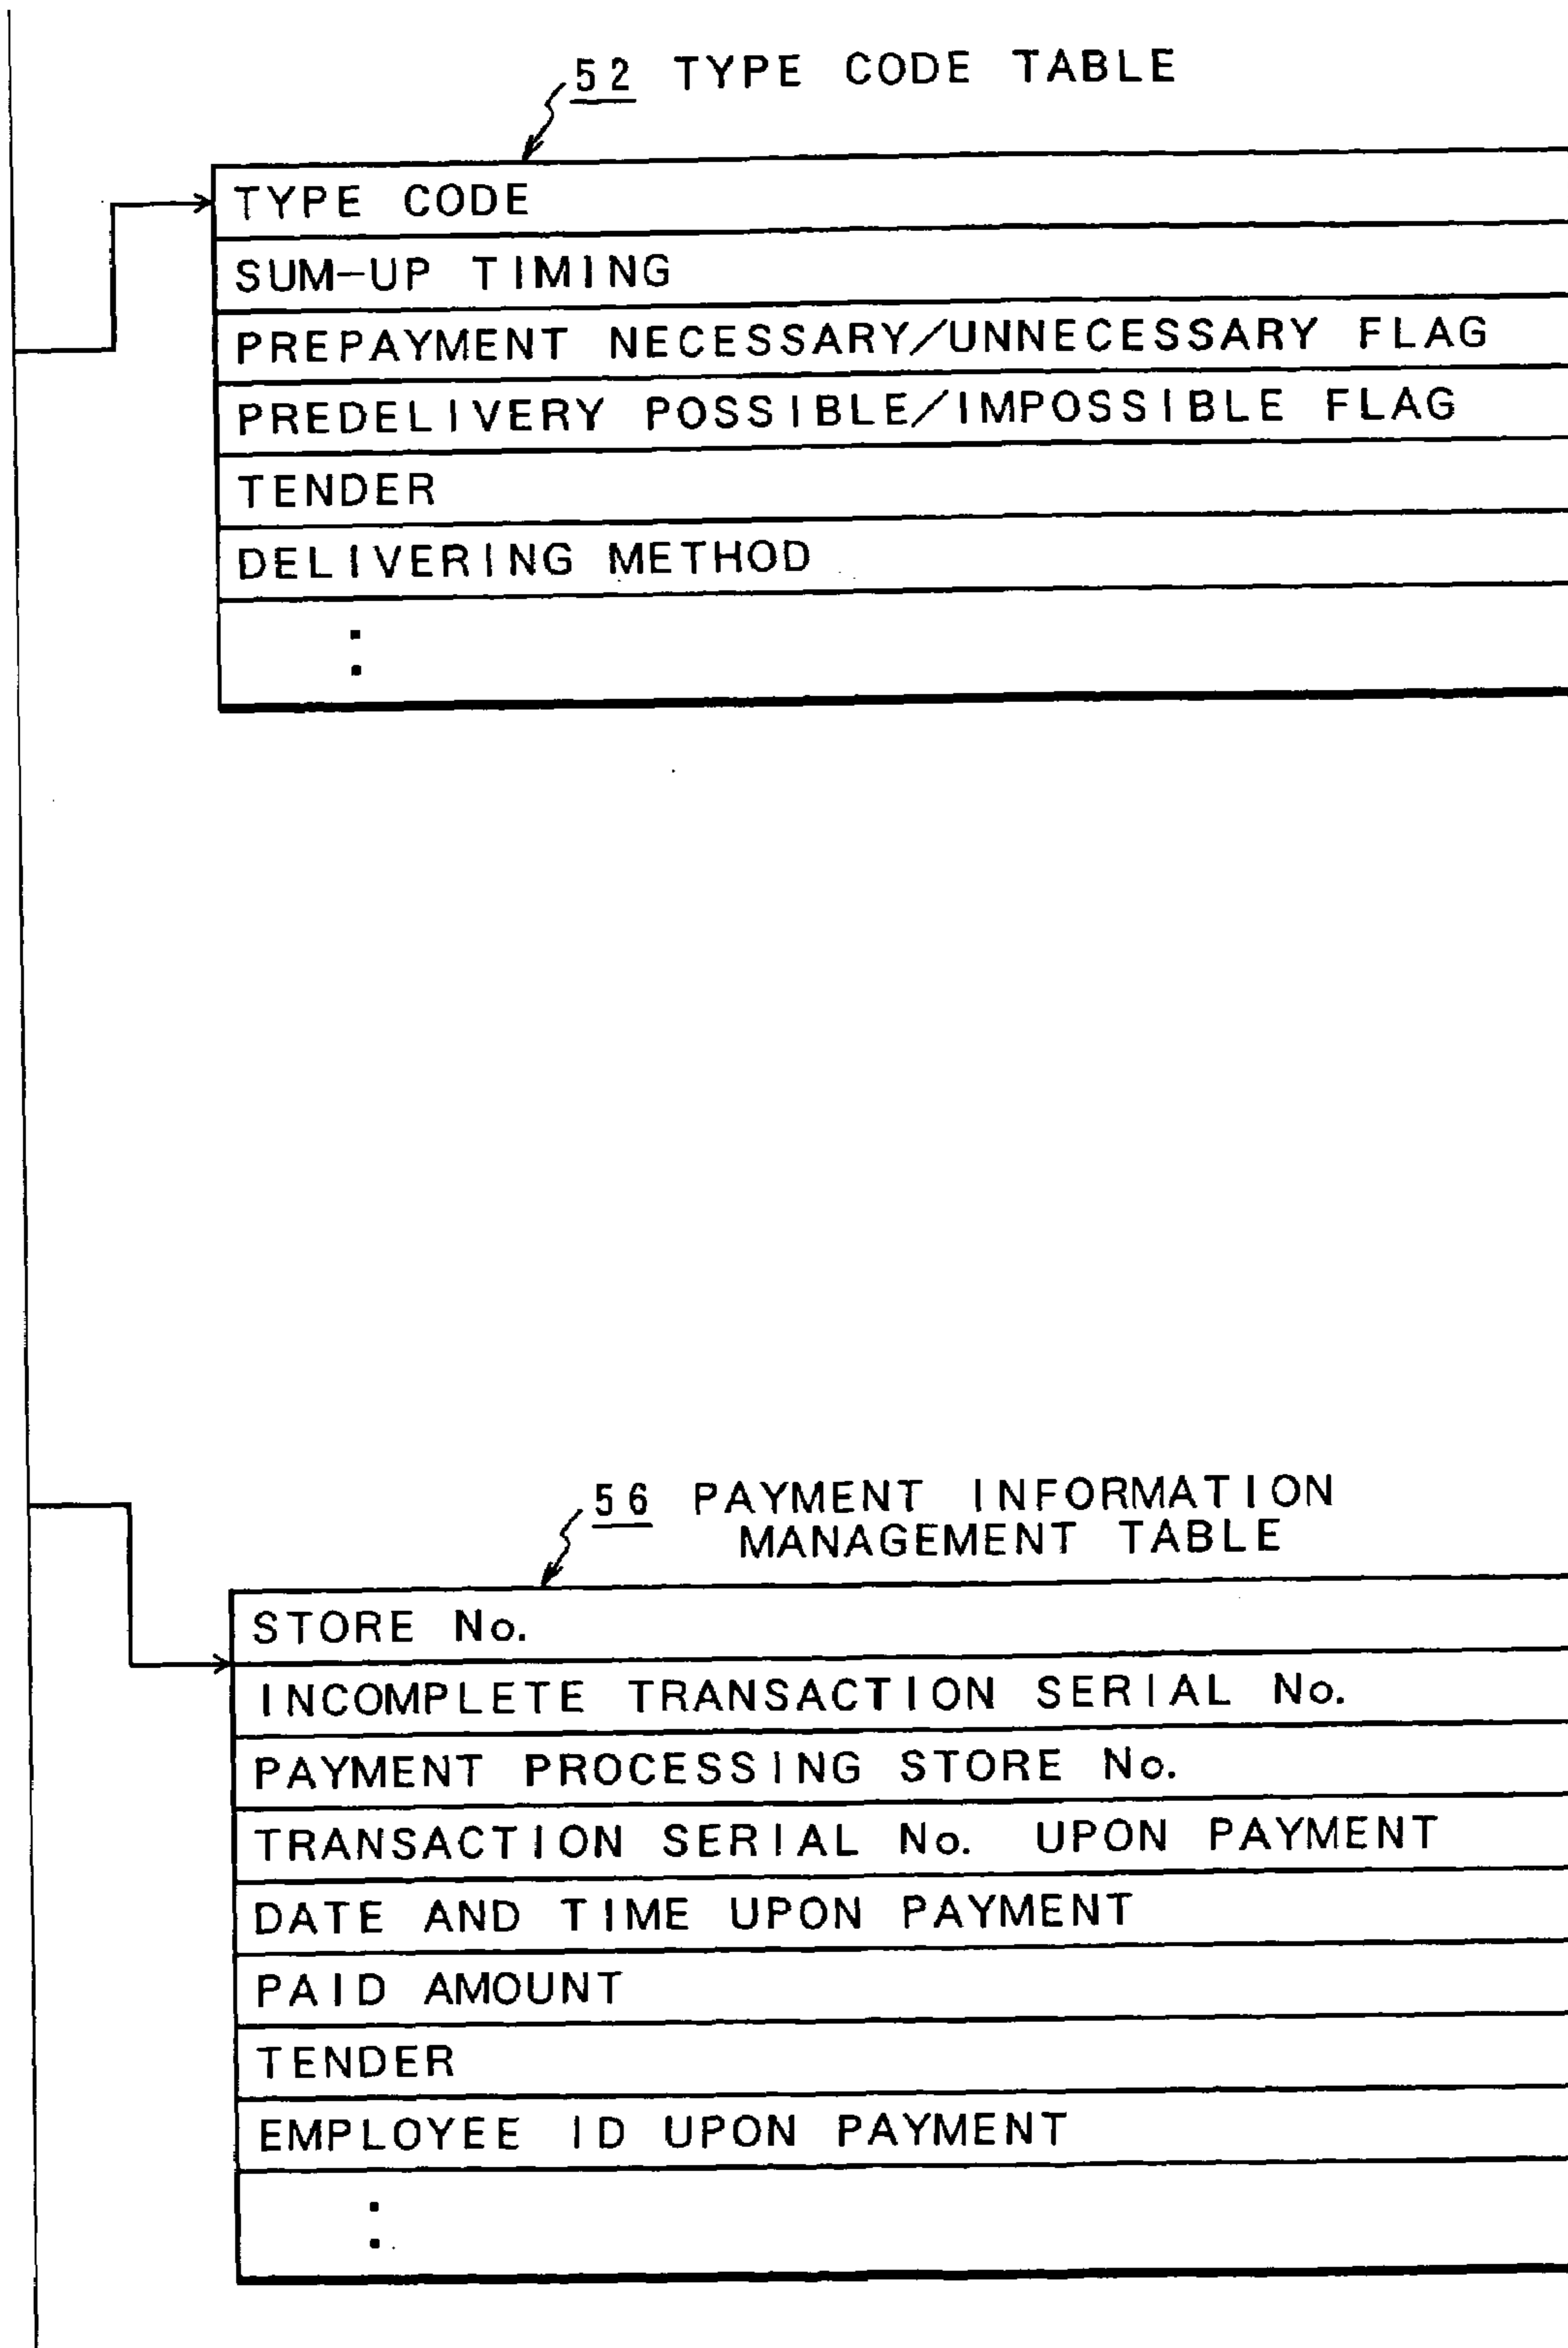 52 TYPE CODE TABLE
TYPE CODE
SUM-UP TIMING
PREPAYMENT NECESSARY/UNNECESSARY FLAG
PREDELIVERY POSSIBLE/IMPOSSIBLE FLAG
TENDER
DELIVERING METHOD
:
56 PAYMENT INFORMATION
MANAGEMENT TABLE
STORE No.
INCOMPLETE TRANSACTION SERIAL No.
PAYMENT PROCESSING STORE No.
TRANSACTION SERIAL No. UPON PAYMENT
DATE AND TIME UPON PAYMENT
PAID AMOUNT
TENDER
EMPLOYEE ID UPON PAYMENT
: